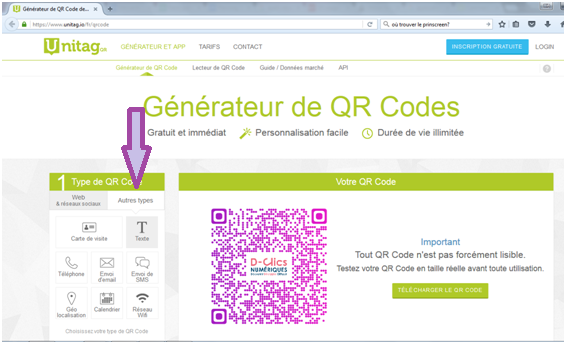 Générateur de QR Code de...
https://www.unitag.io/fr/qrcode
où trouver le prinscreen?
Unitag QR
GÉNÉRATEUR ET APP
TARIFS
CONTACT
INSCRIPTION GRATUITE
LOGIN
Générateur de QR Code
Lecteur de QR Code
Guide / Données marché
API
?
Générateur de QR Codes
Gratuit et immédiat
Personnalisation facile
Durée de vie illimitée
1 Type de QR Code
Web
& réseaux sociaux
Autres types
Carte de visite
T
Texte
Téléphone
Envoi
d'email
Envoi de
SMS
Géo
localisation
Calendrier
Réseau
Wifi
Choisissez votre type de QR Code
Votre QR Code
D-Clics
NUMÉRIQUES
Important
Tout QR Code n'est pas forcément lisible.
Testez votre QR Code en taille réelle avant toute utilisation.
TÉLÉCHARGER LE QR CODE